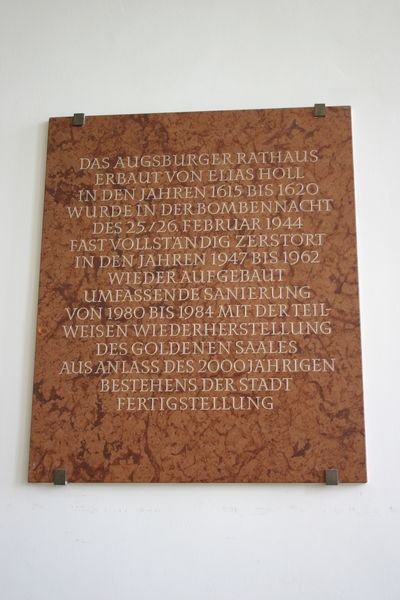 DAS AUGSBURGER RATHAUS
ERBAUT VON ELIAS HOLL
IN DEN JAHREN 1615 BIS 1620
WURDE IN DER BOMBENNACHT
DES 25./26. FEBRUAR 1944
FAST VOLLSTÄNDIG ZERSTÖRT
IN DEN JAHREN 1947 BIS 1962
WIEDER AUFGEBAUT
UMFASSENDE SANIERUNG
VON 1980 BIS 1984 MIT DER TEIL-
WEISEN WIEDERHERSTELLUNG
DES GOLDENEN SAALES
AUS ANLASS DES 2000 JÄHRIGEN
BESTEHENS DER STADT
FERTIGSTELLUNG